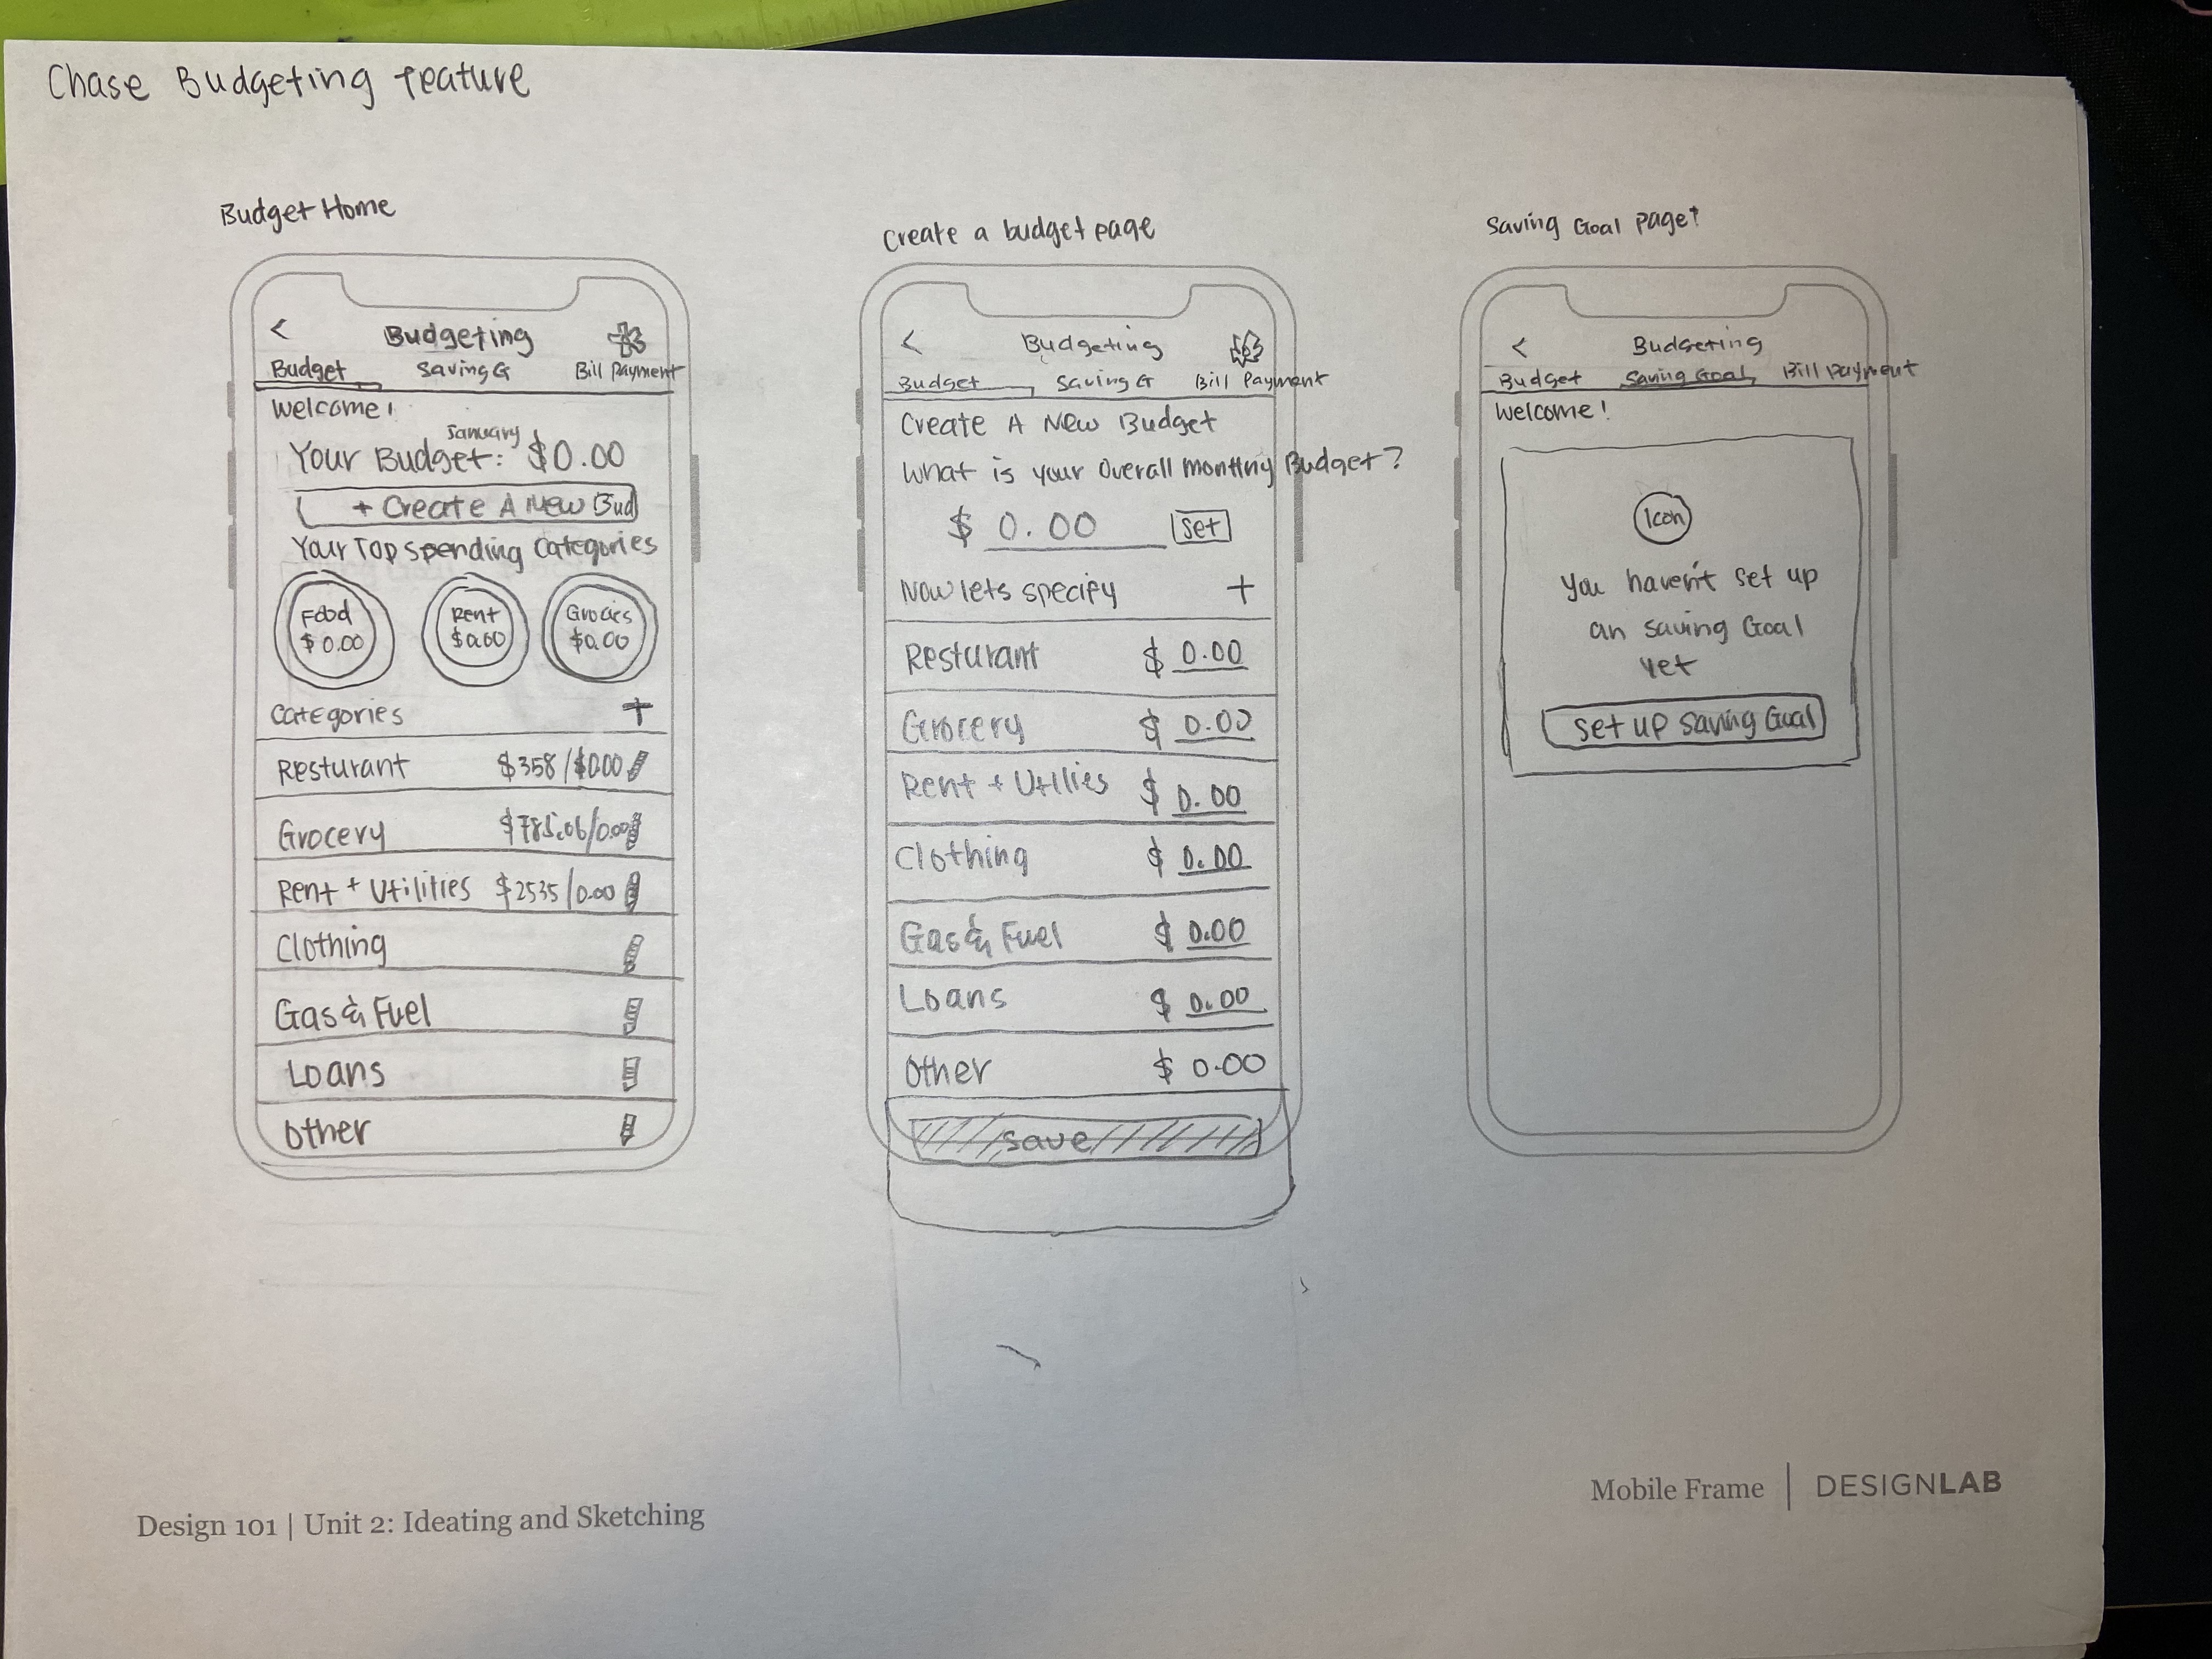 Chase Budgeting feature
Budget Home
< Budgeting
Budget Saving G Bill Payment
Welcome!
January
Your Budget: $0.00
+ Create A New Bud
Your Top Spending Categories
Food
$0.00
Rent
$0.00
Grocies
$0.00
Categories +
Resturant $358/$0.00
Grocery $785.06/0.00
Rent + Utilities $2535/0.00
Clothing
Gas & Fuel
Loans
Other
Create a budget page
< Budgeting
Budget Saving G Bill Payment
Create A New Budget
What is your Overall monthly Budget?
$ 0.00 Set
Now lets specify +
Resturant $ 0.00
Grocery $ 0.00
Rent + Utilies $ 0.00
Clothing $ 0.00
Gas & Fuel $ 0.00
Loans $ 0.00
Other $ 0.00
Save
Saving Goal page
< Budgeting
Budget Saving Goal Bill Payment
Welcome!
Icon
You haven't set up
an saving Goal
yet
Set up Saving Goal
Design 101 | Unit 2: Ideating and Sketching
Mobile Frame | DESIGNLAB